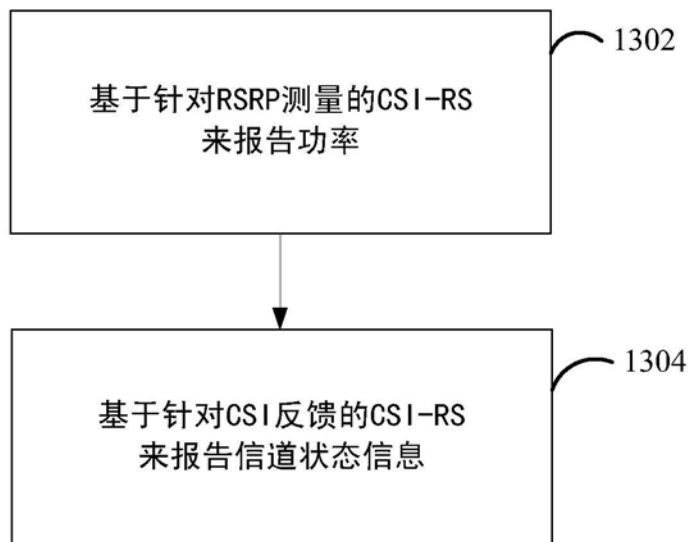 1302
基于针对RSRP测量的CSI-RS
来报告功率
1304
基于针对CSI反馈的CSI-RS
来报告信道状态信息